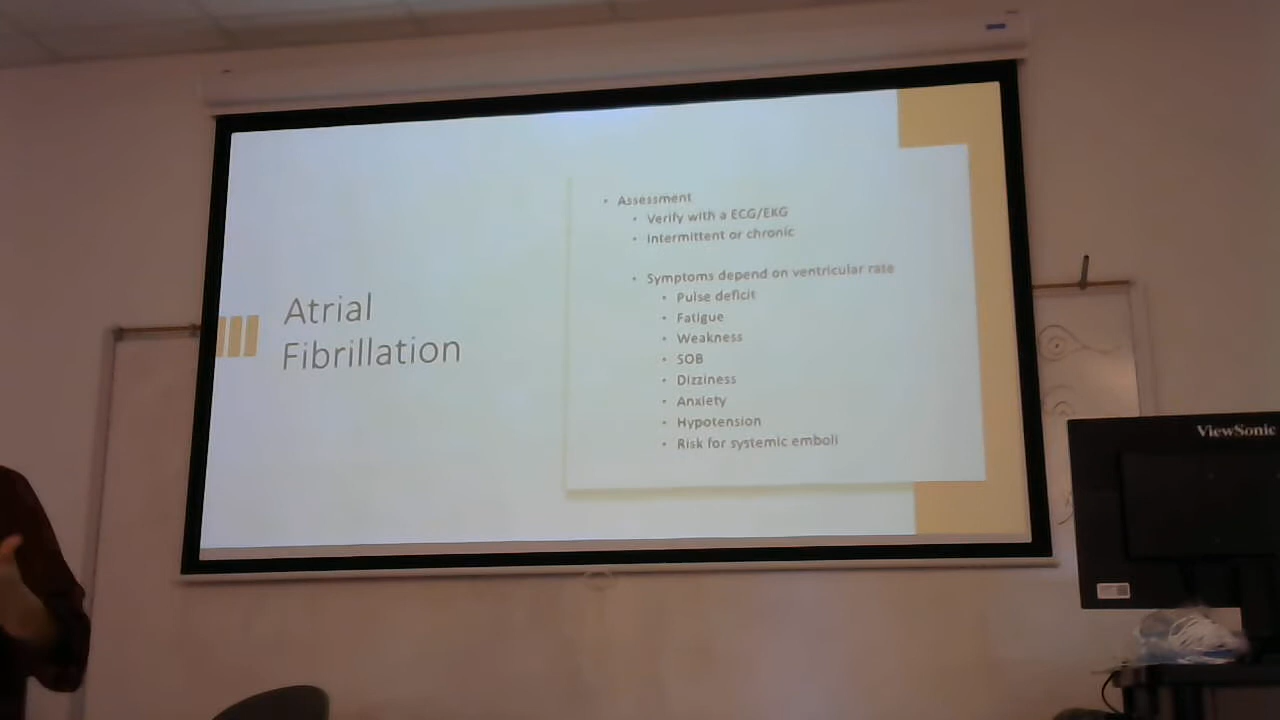 Atrial
Fibrillation
• Assessment
• Verify with a ECG/EKG
• Intermittent or chronic
• Symptoms depend on ventricular rate
• Pulse deficit
• Fatigue
• Weakness
• SOB
• Dizziness
• Anxiety
• Hypotension
• Risk for systemic emboli
ViewSonic